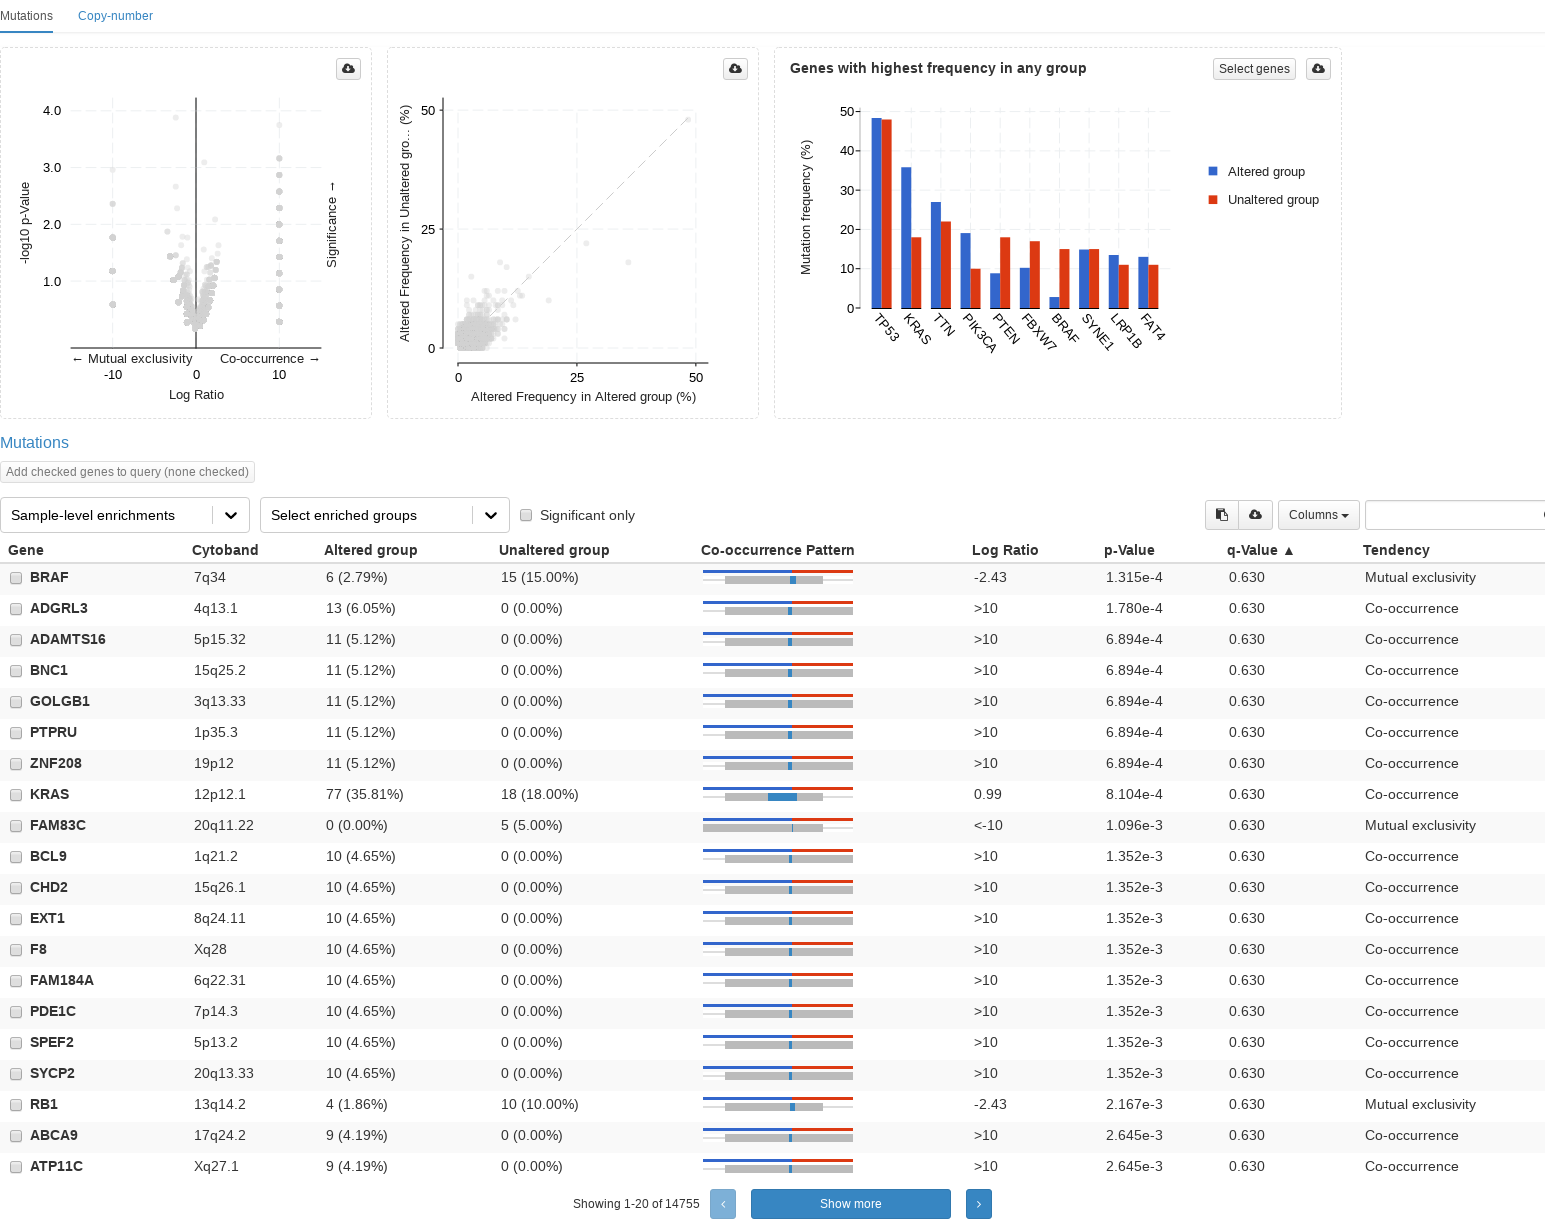 Mutations Copy-number
4.0
3.0
2.0
1.0
-log10 p-Value
Significance →
← Mutual exclusivity Co-occurrence →
-10 0 10
Log Ratio
50
25
0
Altered Frequency in Unaltered gro... (%)
0 25 50
Altered Frequency in Altered group (%)
Genes with highest frequency in any group Select genes
50
40
30
20
10
0
Mutation frequency (%)
TP53 KRAS TTN PIK3CA PTEN FBXW7 BRAF SYNE1 LRP1B FAT4
Altered group
Unaltered group
Mutations
Add checked genes to query (none checked)
Sample-level enrichments Select enriched groups Significant only Columns
Gene Cytoband Altered group Unaltered group Co-occurrence Pattern Log Ratio p-Value q-Value ▲ Tendency
BRAF 7q34 6 (2.79%) 15 (15.00%) -2.43 1.315e-4 0.630 Mutual exclusivity
ADGRL3 4q13.1 13 (6.05%) 0 (0.00%) >10 1.780e-4 0.630 Co-occurrence
ADAMTS16 5p15.32 11 (5.12%) 0 (0.00%) >10 6.894e-4 0.630 Co-occurrence
BNC1 15q25.2 11 (5.12%) 0 (0.00%) >10 6.894e-4 0.630 Co-occurrence
GOLGB1 3q13.33 11 (5.12%) 0 (0.00%) >10 6.894e-4 0.630 Co-occurrence
PTPRU 1p35.3 11 (5.12%) 0 (0.00%) >10 6.894e-4 0.630 Co-occurrence
ZNF208 19p12 11 (5.12%) 0 (0.00%) >10 6.894e-4 0.630 Co-occurrence
KRAS 12p12.1 77 (35.81%) 18 (18.00%) 0.99 8.104e-4 0.630 Co-occurrence
FAM83C 20q11.22 0 (0.00%) 5 (5.00%) <-10 1.096e-3 0.630 Mutual exclusivity
BCL9 1q21.2 10 (4.65%) 0 (0.00%) >10 1.352e-3 0.630 Co-occurrence
CHD2 15q26.1 10 (4.65%) 0 (0.00%) >10 1.352e-3 0.630 Co-occurrence
EXT1 8q24.11 10 (4.65%) 0 (0.00%) >10 1.352e-3 0.630 Co-occurrence
F8 Xq28 10 (4.65%) 0 (0.00%) >10 1.352e-3 0.630 Co-occurrence
FAM184A 6q22.31 10 (4.65%) 0 (0.00%) >10 1.352e-3 0.630 Co-occurrence
PDE1C 7p14.3 10 (4.65%) 0 (0.00%) >10 1.352e-3 0.630 Co-occurrence
SPEF2 5p13.2 10 (4.65%) 0 (0.00%) >10 1.352e-3 0.630 Co-occurrence
SYCP2 20q13.33 10 (4.65%) 0 (0.00%) >10 1.352e-3 0.630 Co-occurrence
RB1 13q14.2 4 (1.86%) 10 (10.00%) -2.43 2.167e-3 0.630 Mutual exclusivity
ABCA9 17q24.2 9 (4.19%) 0 (0.00%) >10 2.645e-3 0.630 Co-occurrence
ATP11C Xq27.1 9 (4.19%) 0 (0.00%) >10 2.645e-3 0.630 Co-occurrence
Showing 1-20 of 14755 ‹ Show more ›